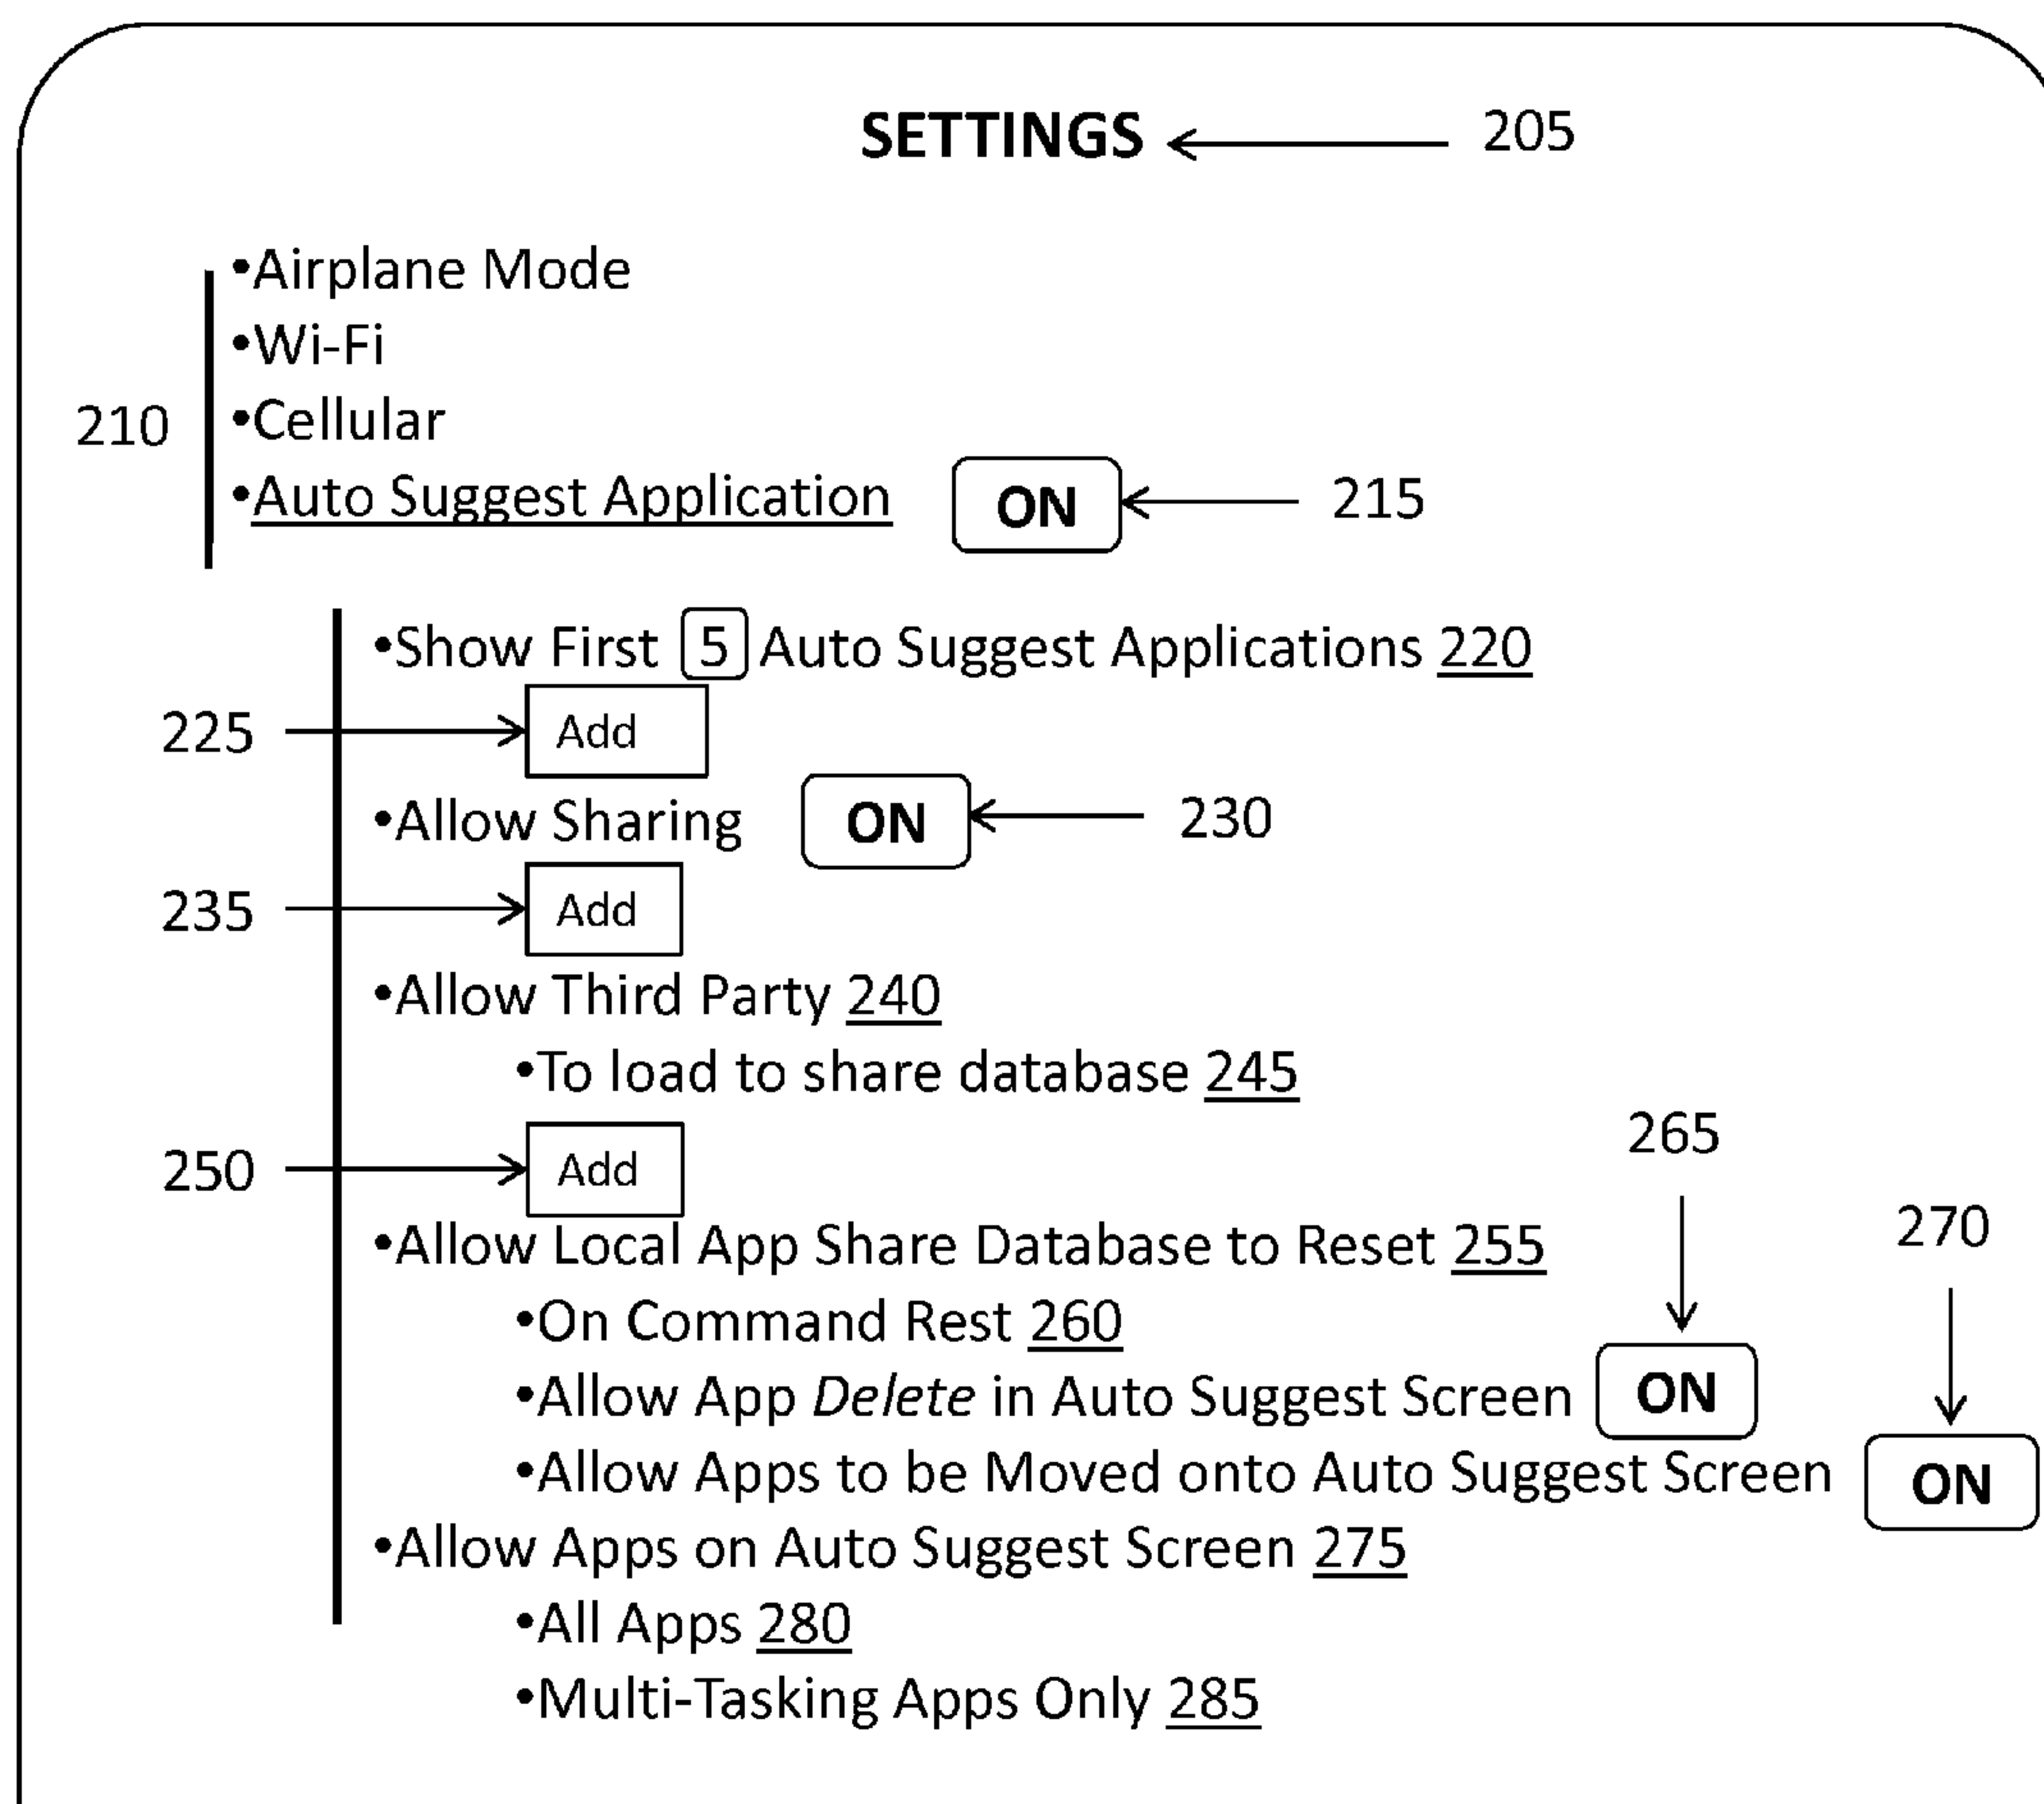 SETTINGS 205
•Airplane Mode
•Wi-Fi
210 •Cellular
•Auto Suggest Application ON 215
•Show First 5 Auto Suggest Applications 220
225 Add
•Allow Sharing ON 230
235 Add
•Allow Third Party 240
•To load to share database 245
265
250 Add
270
•Allow Local App Share Database to Reset 255
•On Command Rest 260
•Allow App Delete in Auto Suggest Screen ON
•Allow Apps to be Moved onto Auto Suggest Screen ON
•Allow Apps on Auto Suggest Screen 275
•All Apps 280
•Multi-Tasking Apps Only 285